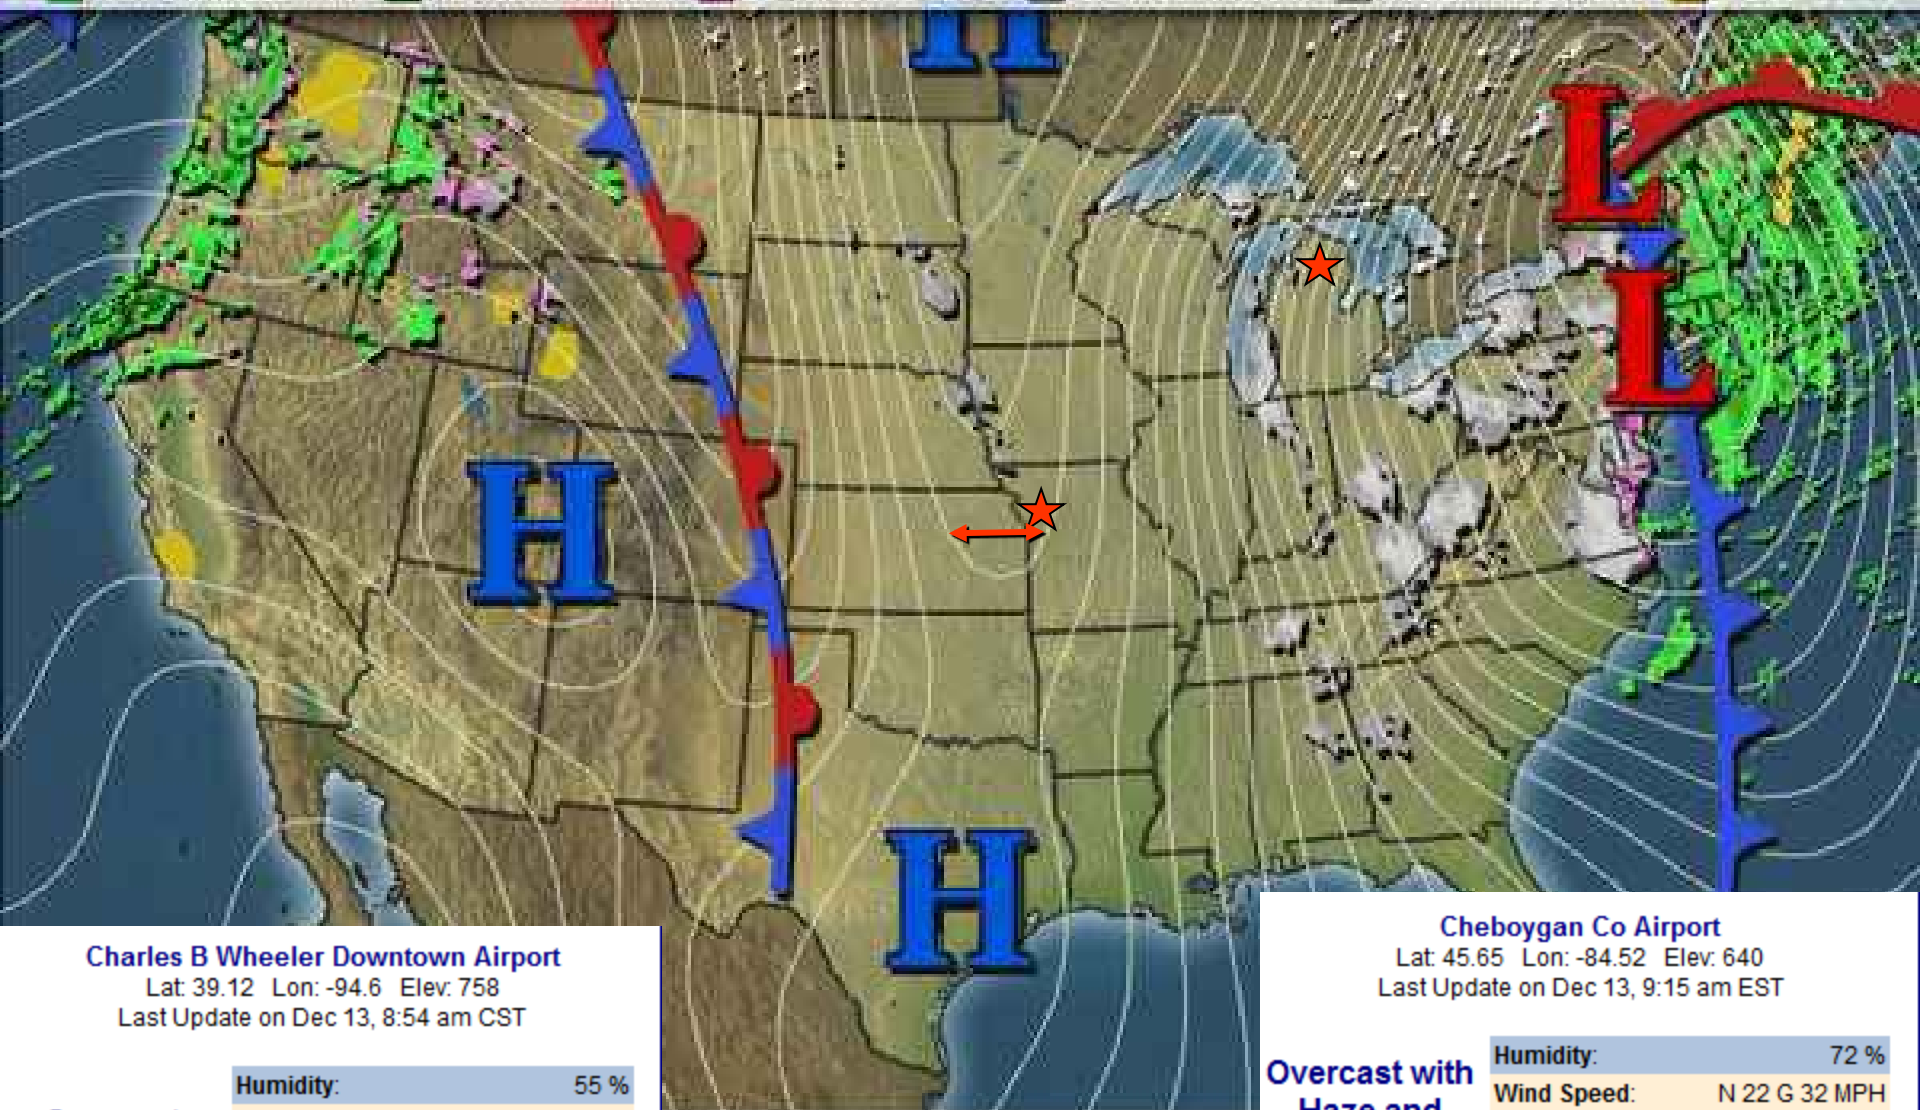 H
L
L
H
H
Charles B Wheeler Downtown Airport
Lat: 39.12 Lon: -94.6 Elev: 758
Last Update on Dec 13, 8:54 am CST
Humidity: 55 %
Cheboygan Co Airport
Lat: 45.65 Lon: -84.52 Elev: 640
Last Update on Dec 13, 9:15 am EST
Overcast with
Haze and
Humidity: 72 %
Wind Speed: N 22 G 32 MPH